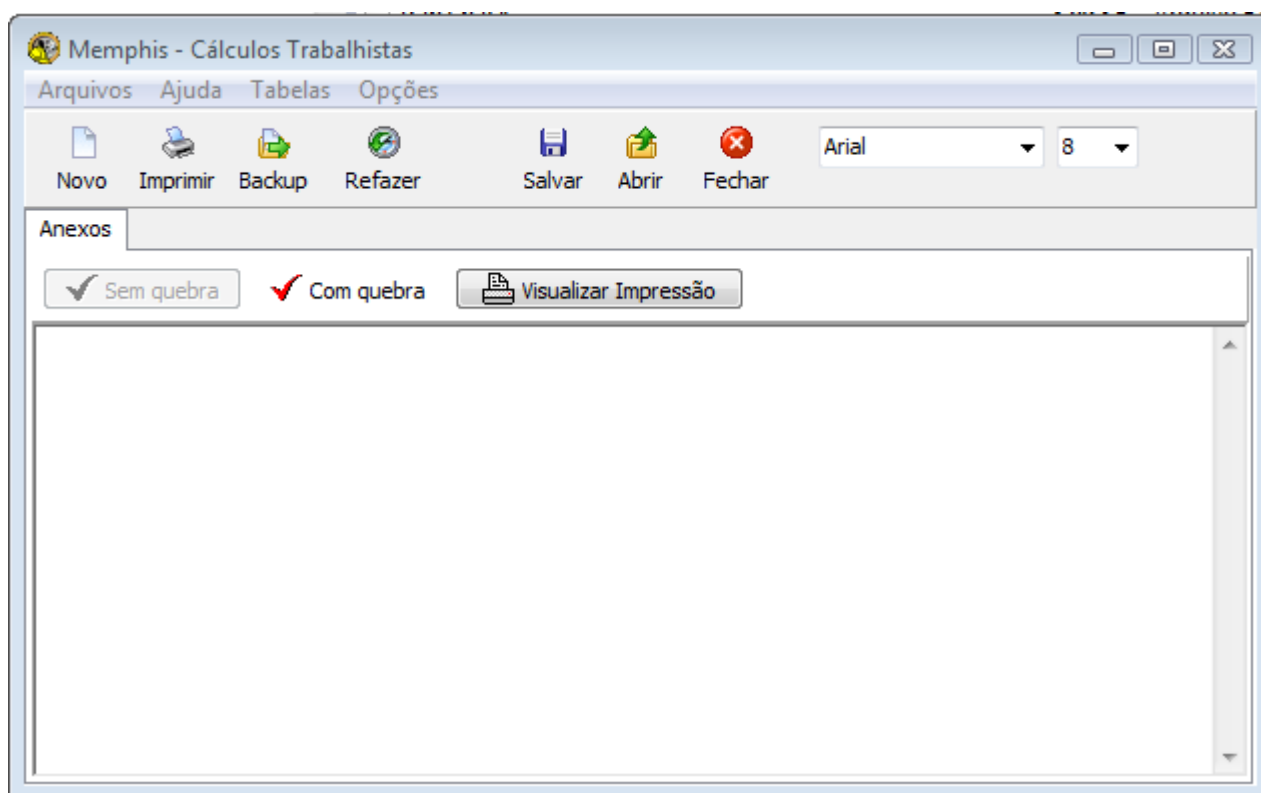 Memphis - Cálculos Trabalhistas
Arquivos Ajuda Tabelas Opções
Novo Imprimir Backup Refazer Salvar Abrir Fechar Arial 8
Anexos
Sem quebra Com quebra Visualizar Impressão